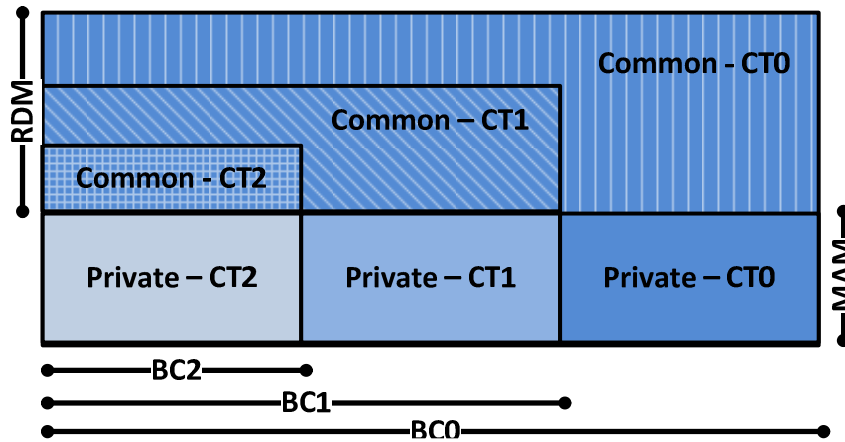 RDM
Common - CT0
Common – CT1
Common - CT2
Private – CT2
Private – CT1
Private – CT0
MAM
BC2
BC1
BC0